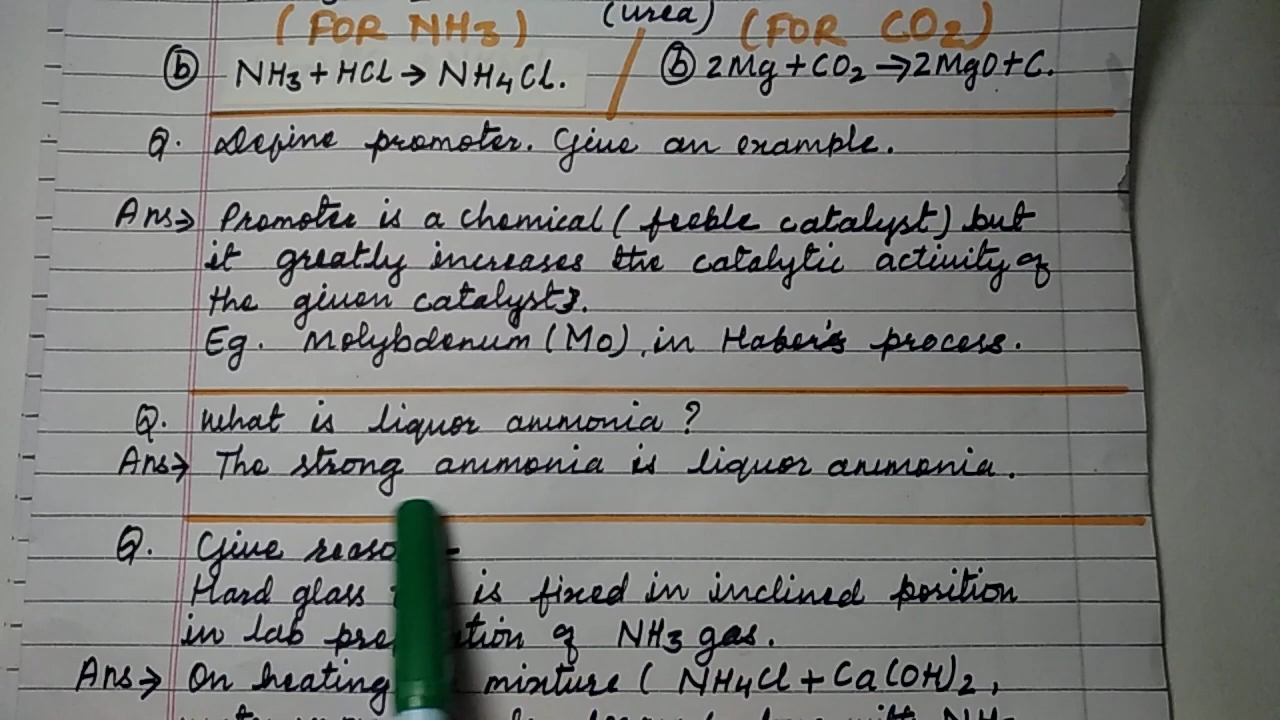 (urea)
(FOR NH3) (FOR CO2)
(b) NH3 + HCl → NH4Cl. / (b) 2Mg + CO2 → 2MgO + C.
Q. Define promoter. Give an example.
Ans→ Promoter is a chemical (feeble catalyst) but
it greatly increases the catalytic activity of
the given catalyst}.
Eg. Molybdenum (Mo) in Haber's process.
Q. What is liquor ammonia?
Ans→ The strong ammonia is liquor ammonia.
Q. Give reaso -
Hard glass is fixed in inclined position
in lab pre ation of NH3 gas.
Ans→ On heating mixture (NH4Cl + Ca(OH)2,
with NH3